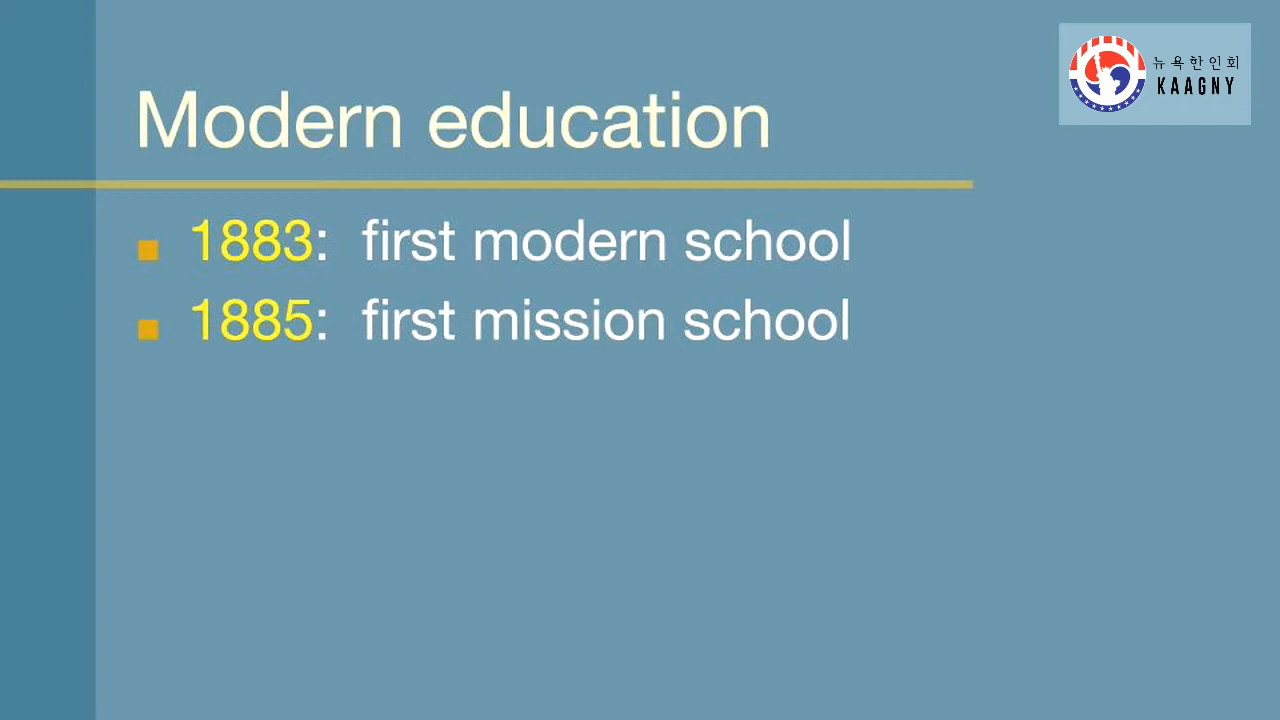 뉴욕한인회
KAAGNY
Modern education
1883: first modern school
1885: first mission school